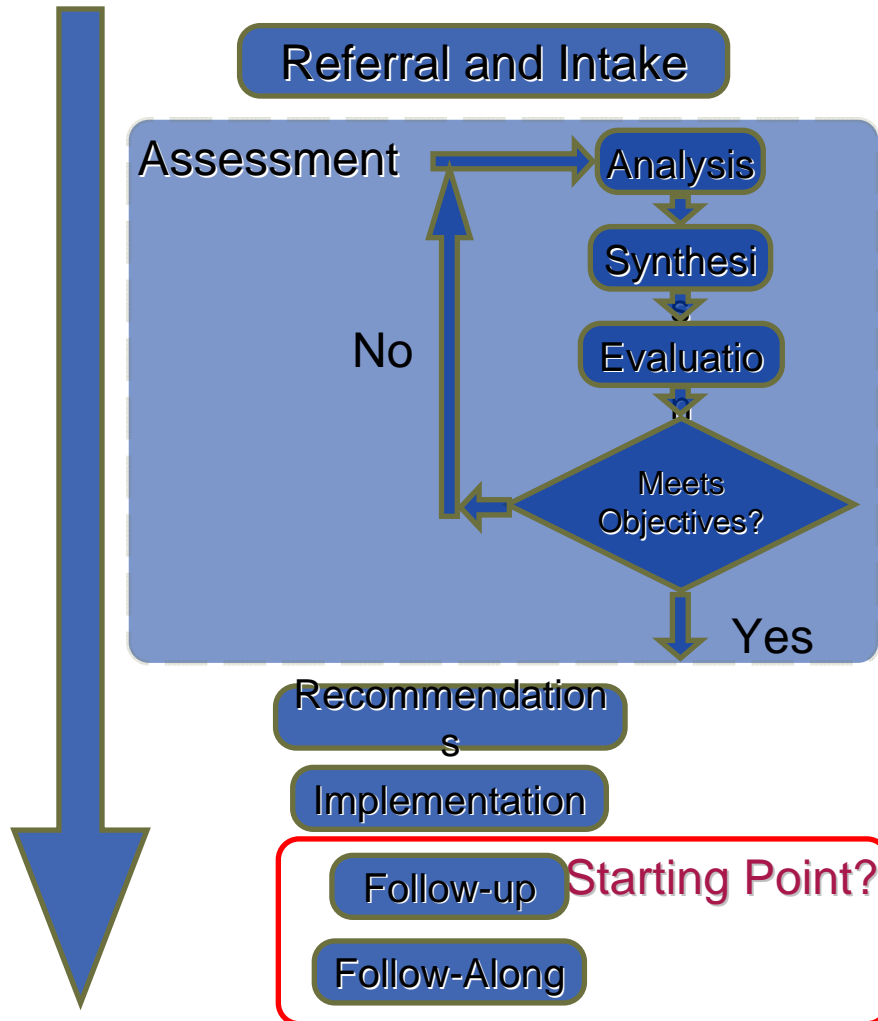 Referral and Intake
Assessment
Analysis
Synthesi
s
Evaluatio
n
No
Meets
Objectives?
Yes
Recommendation
s
Implementation
Follow-up
Starting Point?
Follow-Along